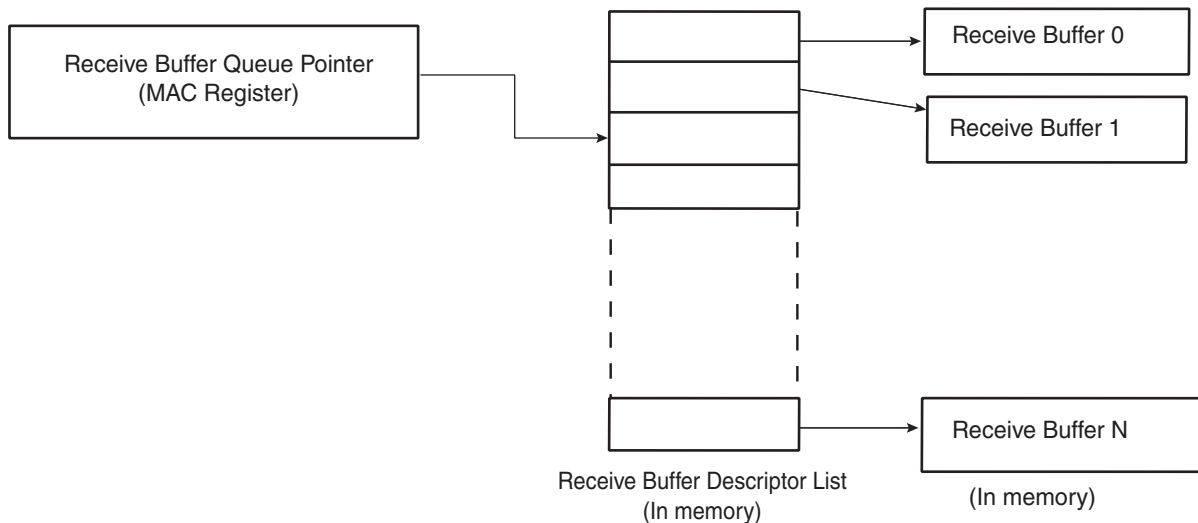 Receive Buffer Queue Pointer
(MAC Register)
Receive Buffer 0
Receive Buffer 1
Receive Buffer N
Receive Buffer Descriptor List
(In memory)
(In memory)